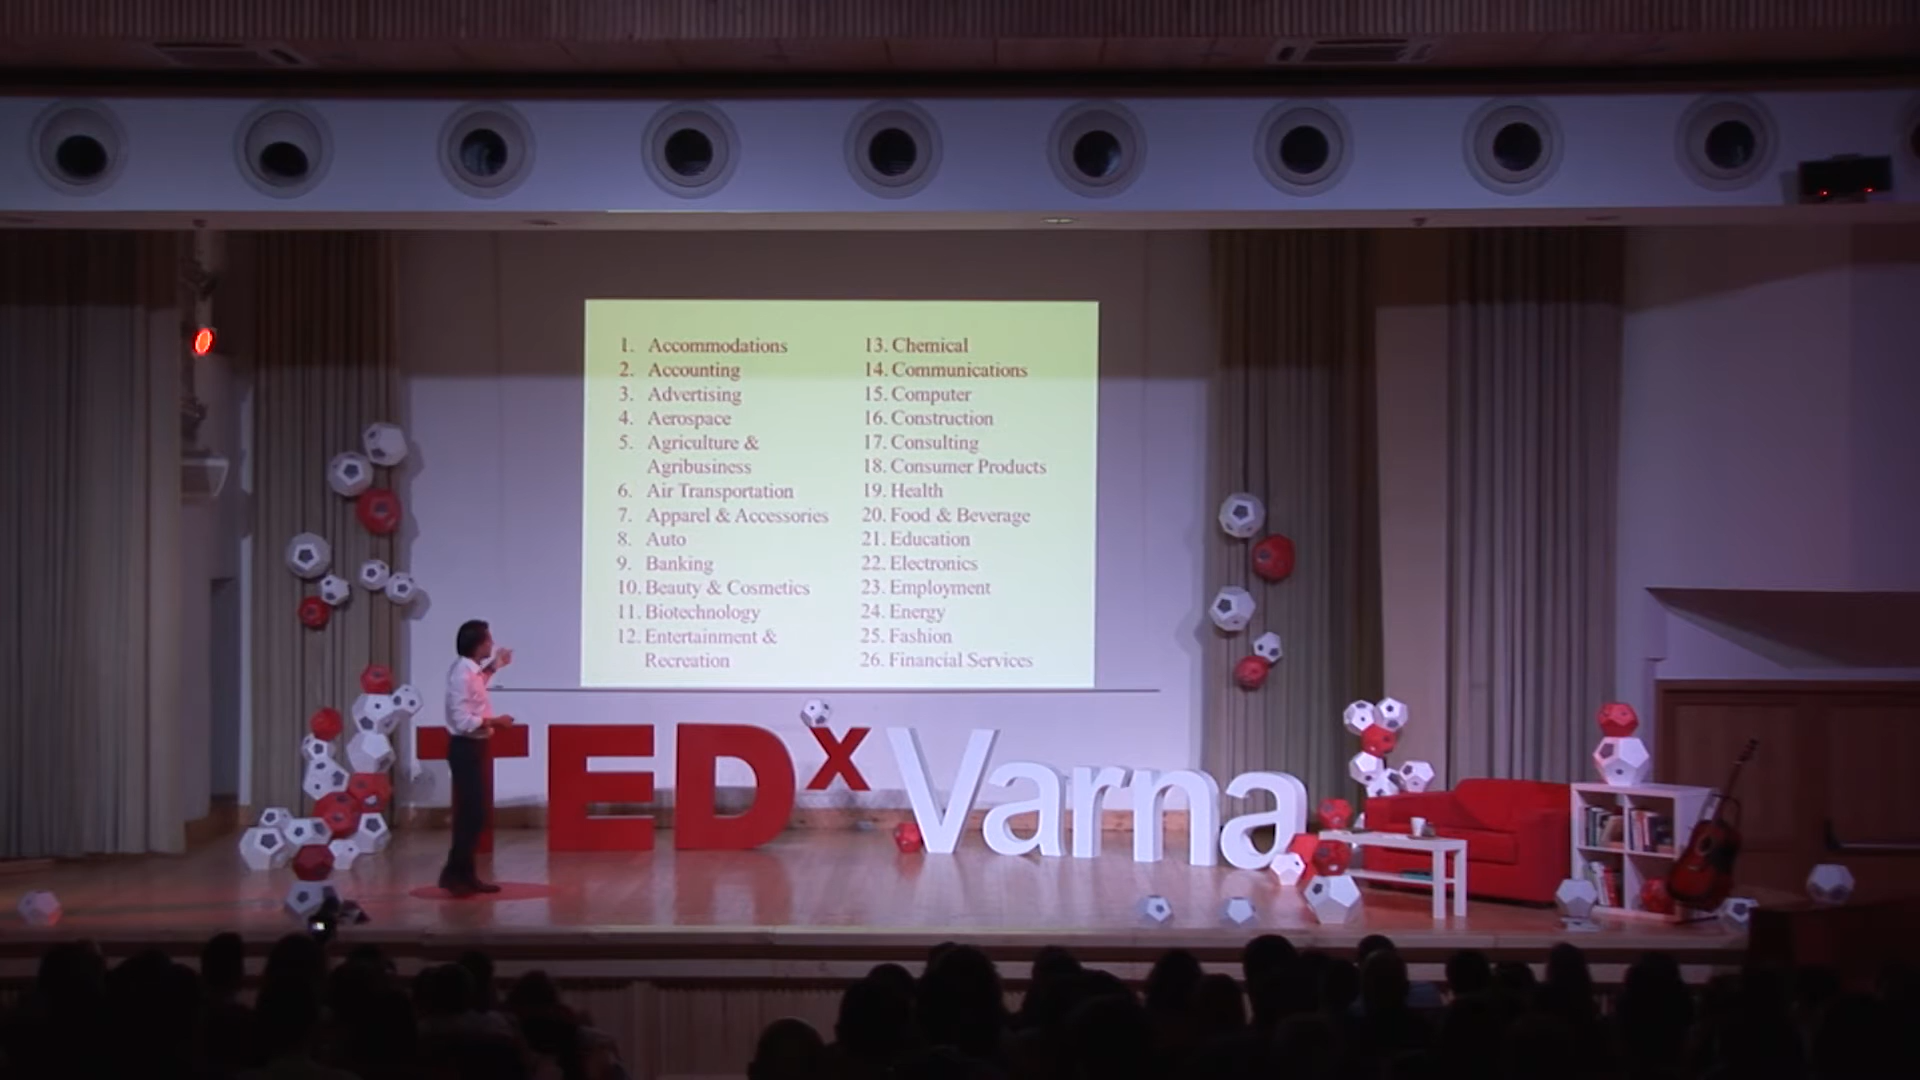 1. Accommodations
2. Accounting
3. Advertising
4. Aerospace
5. Agriculture &
Agribusiness
6. Air Transportation
7. Apparel & Accessories
8. Auto
9. Banking
10. Beauty & Cosmetics
11. Biotechnology
12. Entertainment &
Recreation
13. Chemical
14. Communications
15. Computer
16. Construction
17. Consulting
18. Consumer Products
19. Health
20. Food & Beverage
21. Education
22. Electronics
23. Employment
24. Energy
25. Fashion
26. Financial Services
TEDx Varna